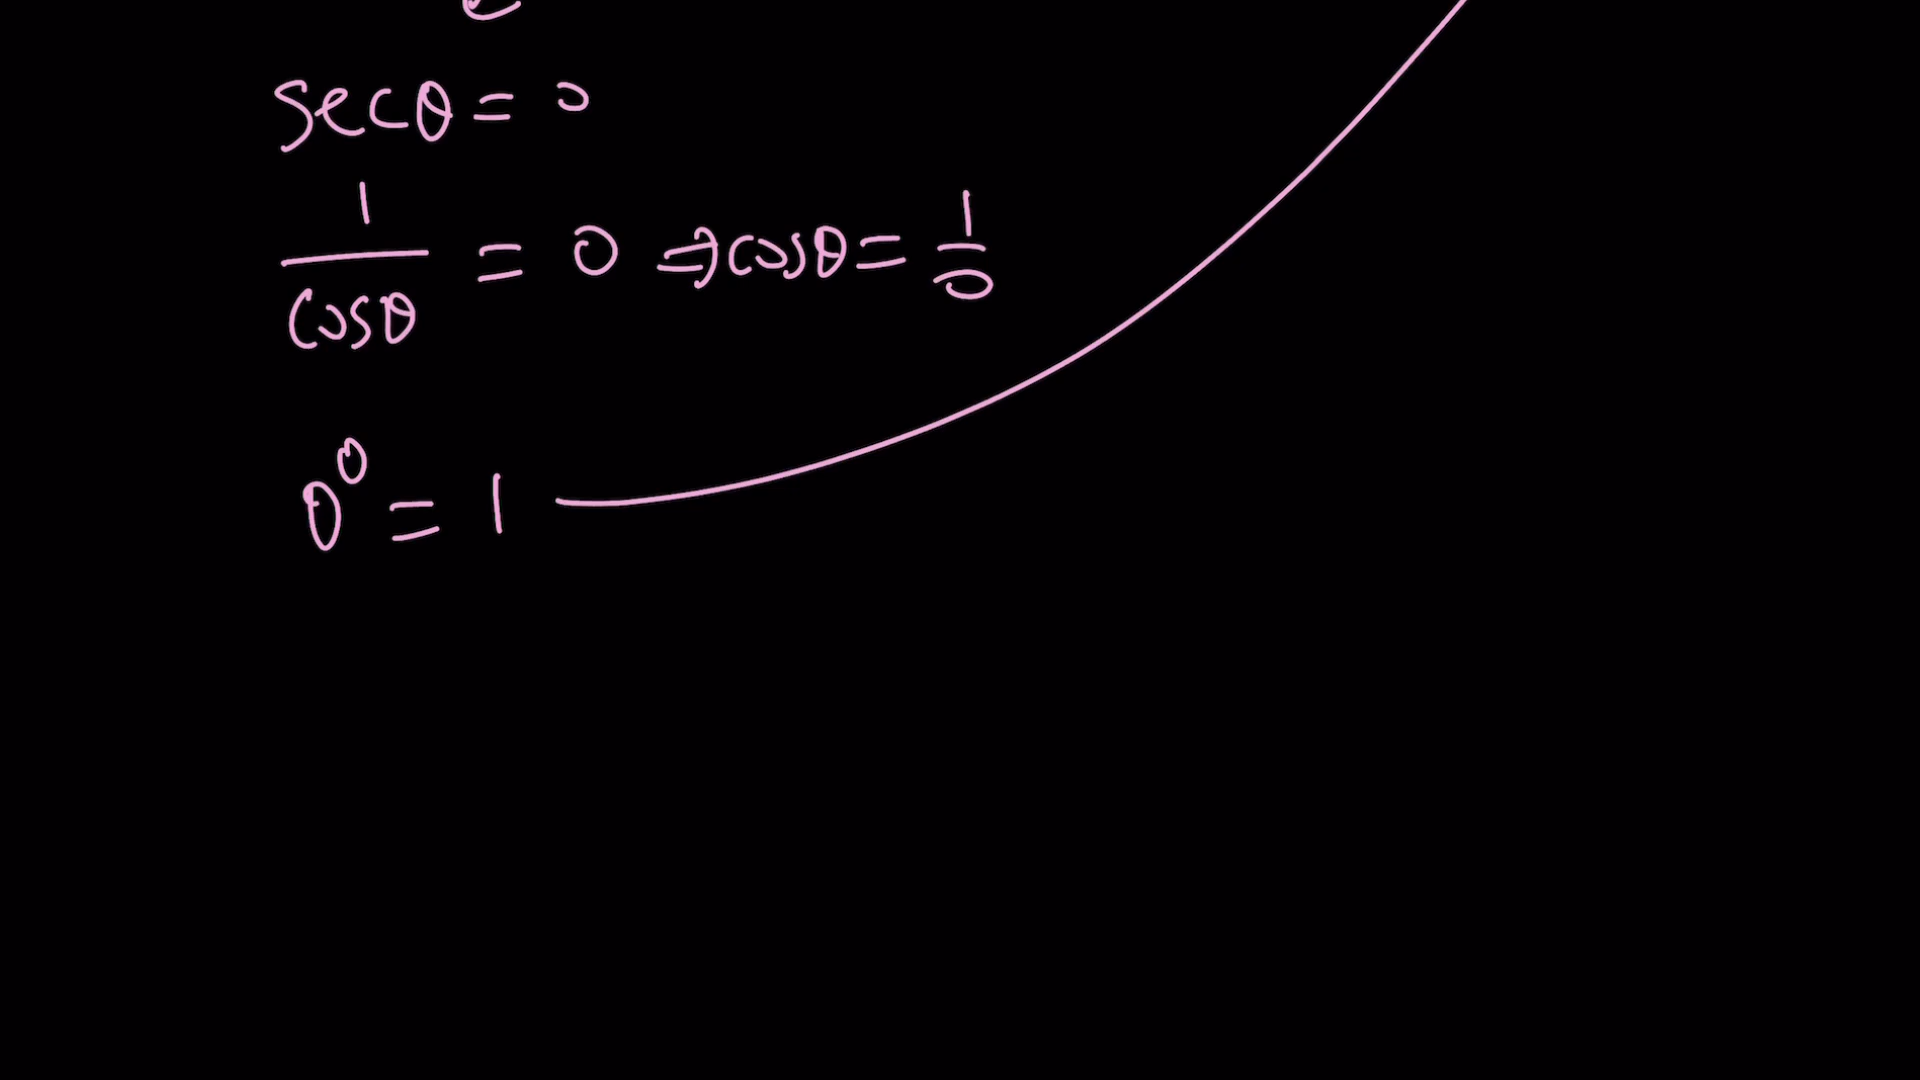 secθ = 0
1/cosθ = 0 ⇒ cosθ = 1/0
0⁰ = 1